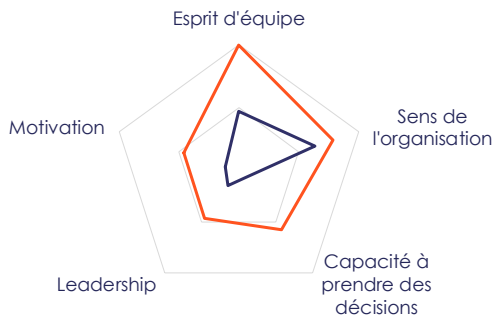 Esprit d'équipe
Sens de
l'organisation
Capacité à
prendre des
décisions
Leadership
Motivation